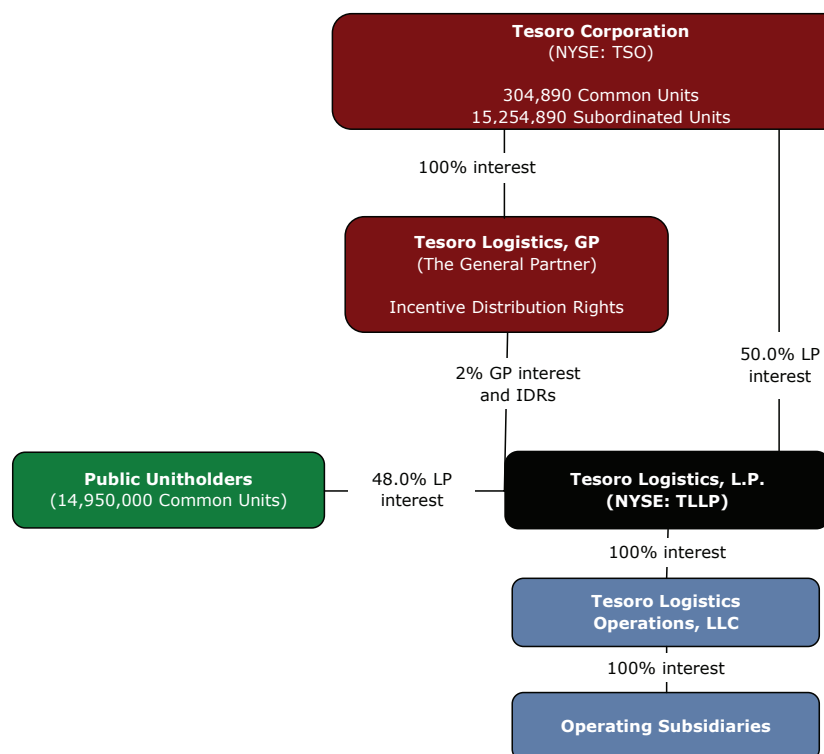 Tesoro Corporation
(NYSE: TSO)
304,890 Common Units
15,254,890 Subordinated Units
100% interest
Tesoro Logistics, GP
(The General Partner)
Incentive Distribution Rights
2% GP interest
and IDRs
50.0% LP
interest
Public Unitholders
(14,950,000 Common Units)
48.0% LP
interest
Tesoro Logistics, L.P.
(NYSE: TLLP)
100% interest
Tesoro Logistics
Operations, LLC
100% interest
Operating Subsidiaries